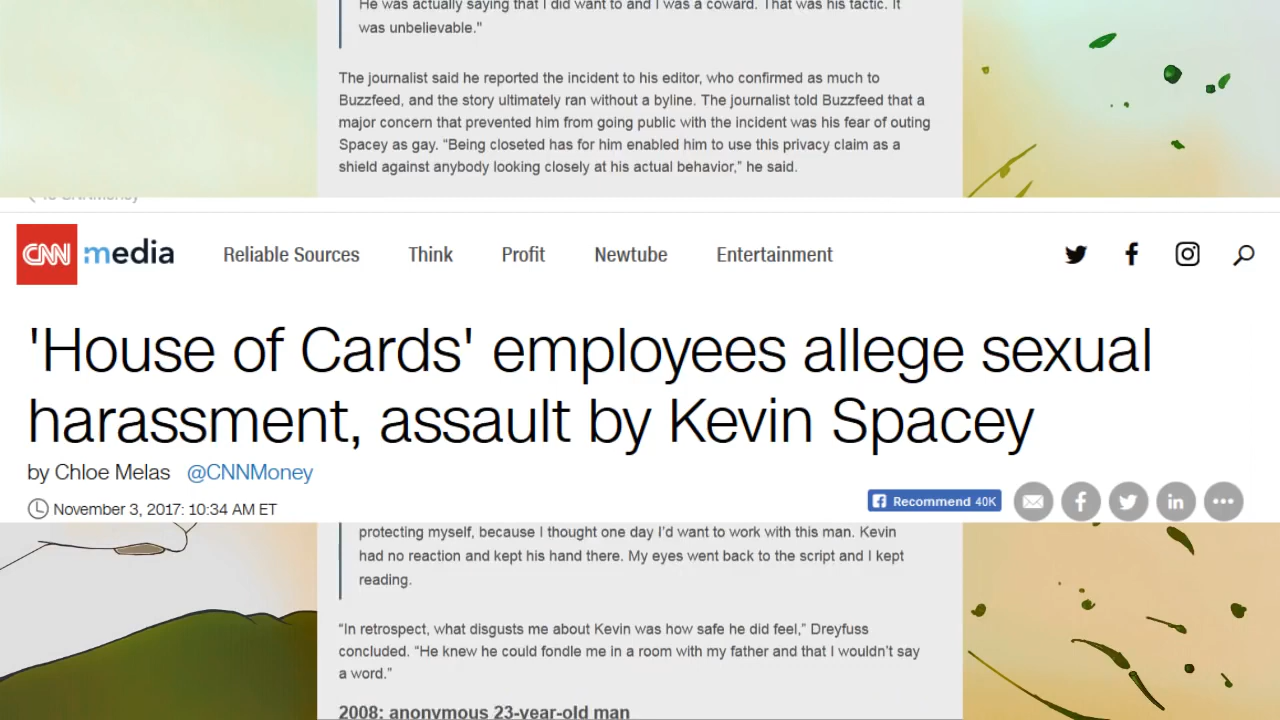 He was actually saying that I did want to and I was a coward. That was his tactic. It
was unbelievable."
The journalist said he reported the incident to his editor, who confirmed as much to
Buzzfeed, and the story ultimately ran without a byline. The journalist told Buzzfeed that a
major concern that prevented him from going public with the incident was his fear of outing
Spacey as gay. “Being closeted has for him enabled him to use this privacy claim as a
shield against anybody looking closely at his actual behavior,” he said.
CNN media Reliable Sources Think Profit Newtube Entertainment
'House of Cards' employees allege sexual
harassment, assault by Kevin Spacey
by Chloe Melas @CNNMoney
November 3, 2017: 10:34 AM ET
Recommend 40K
protecting myself, because I thought one day I’d want to work with this man. Kevin
had no reaction and kept his hand there. My eyes went back to the script and I kept
reading.
“In retrospect, what disgusts me about Kevin was how safe he did feel,” Dreyfuss
concluded. “He knew he could fondle me in a room with my father and that I wouldn’t say
a word.”
2008: anonymous 23-year-old man